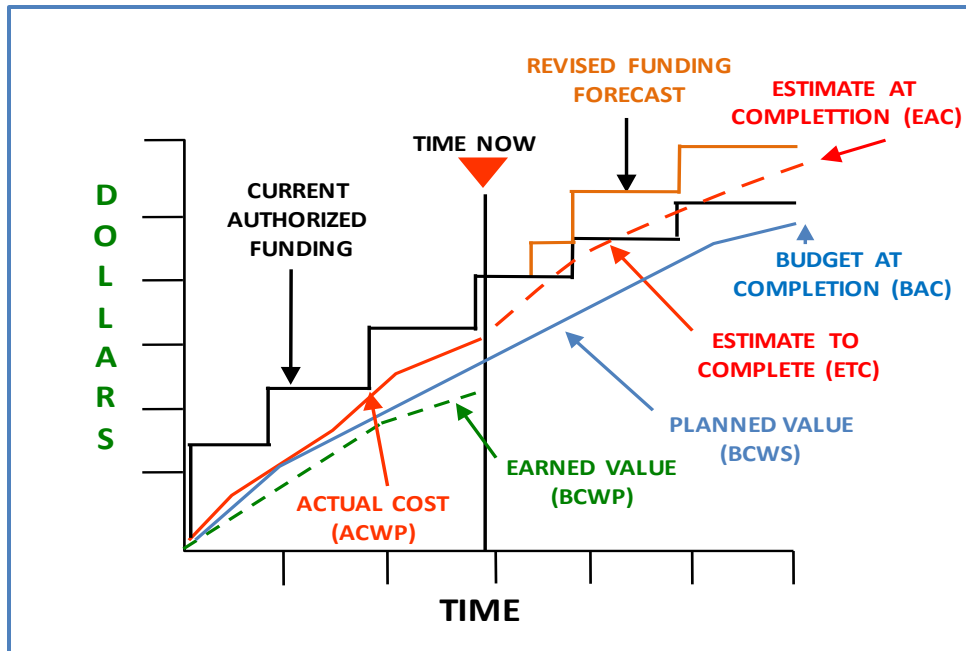 REVISED FUNDING
FORECAST
ESTIMATE AT
COMPLETTION (EAC)
TIME NOW
CURRENT
AUTHORIZED
FUNDING
DOLLARS
BUDGET AT
COMPLETION (BAC)
ESTIMATE TO
COMPLETE (ETC)
PLANNED VALUE
(BCWS)
EARNED VALUE
(BCWP)
ACTUAL COST
(ACWP)
TIME